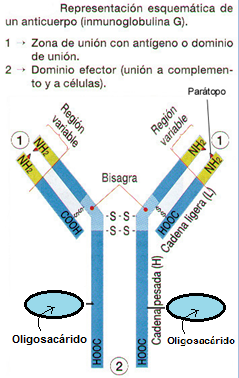 Representación esquemática de
un anticuerpo (inmunoglobulina G).
1 → Zona de unión con antígeno o dominio
de unión.
2 → Dominio efector (unión a complemen-
to y a células).
Región
variable
Región
variable
Parátopo
1
NH2
NH2
NH2
NH2
1
Bisagra
-S-S-
-S-S-
COOH
HOOC
Cadena ligera (L)
Cadena pesada (H)
Oligosacárido
Oligosacárido
HOOC
HOOC
2